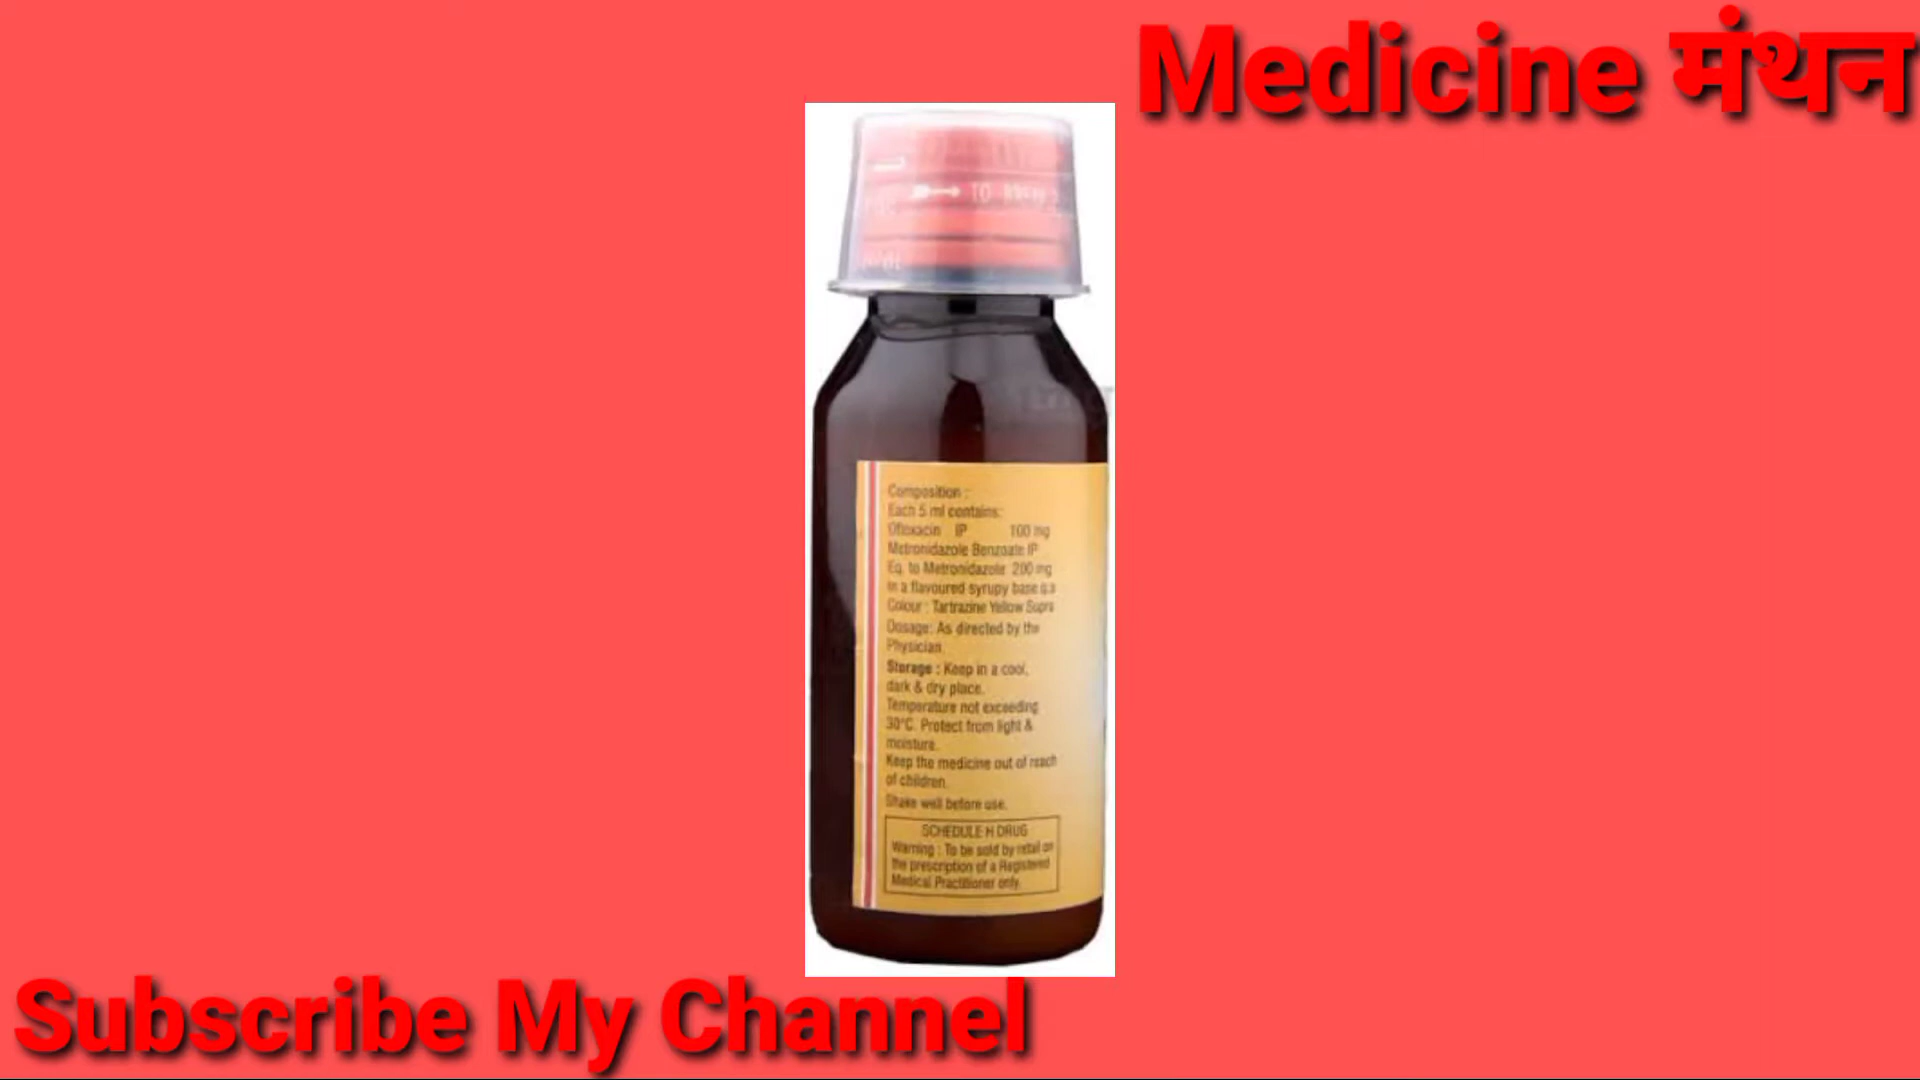 Medicine मंथन
Composition :
Each 5 ml contains:
Ofloxacin IP 100 mg
Metronidazole Benzoate IP
Eq. to Metronidazole 200 mg
In a flavoured syrupy base q.s
Colour : Tartrazine Yellow Supra
Dosage: As directed by the
Physician.
Storage : Keep in a cool,
dark & dry place.
Temperature not exceeding
30°C. Protect from light &
moisture.
Keep the medicine out of reach
of children.
Shake well before use.
SCHEDULE H DRUG
Warning : To be sold by retail on
the prescription of a Registered
Medical Practitioner only.
Subscribe My Channel